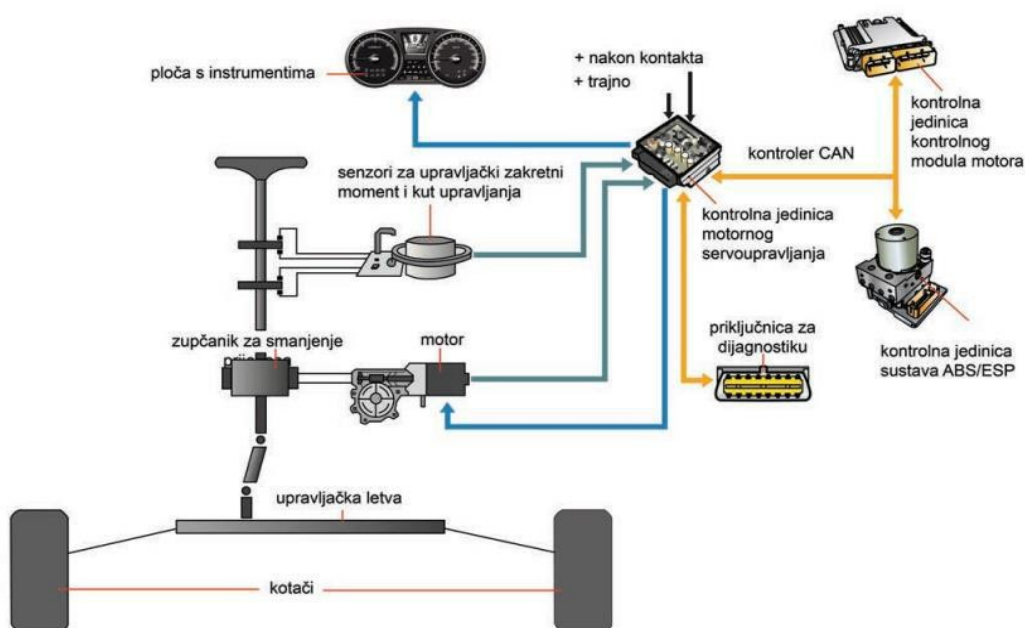 ploča s instrumentima
+ nakon kontakta
+ trajno
kontrolna
jedinica
kontrolnog
modula motora
kontroler CAN
senzori za upravljački zakretni
moment i kut upravljanja
kontrolna jedinica
motornog
servoupravljanja
zupčanik za smanjenje
motor
priključnica za
dijagnostiku
kontrolna jedinica
sustava ABS/ESP
upravljačka letva
kotači